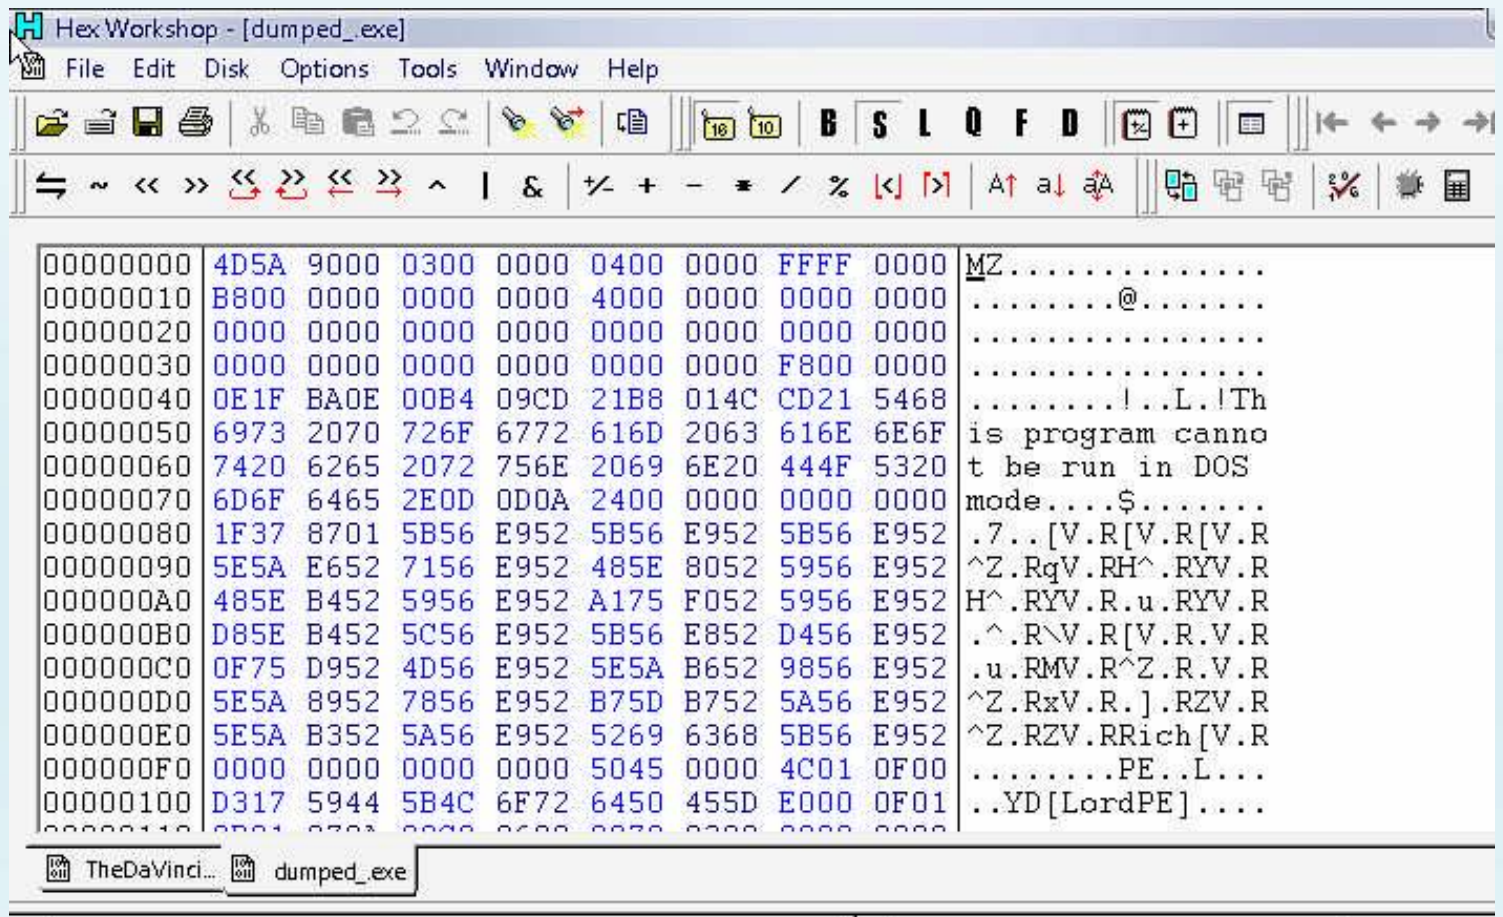 Hex Workshop - [dumped_.exe]
File Edit Disk Options Tools Window Help
16 10 B S L Q F D
00000000 4D5A 9000 0300 0000 0400 0000 FFFF 0000 MZ..............
00000010 B800 0000 0000 0000 4000 0000 0000 0000 ........@.......
00000020 0000 0000 0000 0000 0000 0000 0000 0000 ................
00000030 0000 0000 0000 0000 0000 0000 F800 0000 ................
00000040 0E1F BA0E 00B4 09CD 21B8 014C CD21 5468 ........!..L.!Th
00000050 6973 2070 726F 6772 616D 2063 616E 6E6F is program canno
00000060 7420 6265 2072 756E 2069 6E20 444F 5320 t be run in DOS
00000070 6D6F 6465 2E0D 0D0A 2400 0000 0000 0000 mode....$.......
00000080 1F37 8701 5B56 E952 5B56 E952 5B56 E952 .7..[V.R[V.R[V.R
00000090 5E5A E652 7156 E952 485E 8052 5956 E952 ^Z.RqV.RH^.RYV.R
000000A0 485E B452 5956 E952 A175 F052 5956 E952 H^.RYV.R.u.RYV.R
000000B0 D85E B452 5C56 E952 5B56 E852 D456 E952 .^.R\V.R[V.R.V.R
000000C0 0F75 D952 4D56 E952 5E5A B652 9856 E952 .u.RMV.R^Z.R.V.R
000000D0 5E5A 8952 7856 E952 B75D B752 5A56 E952 ^Z.RxV.R.].RZV.R
000000E0 5E5A B352 5A56 E952 5269 6368 5B56 E952 ^Z.RZV.RRich[V.R
000000F0 0000 0000 0000 0000 5045 0000 4C01 0F00 ........PE..L...
00000100 D317 5944 5B4C 6F72 6450 455D E000 0F01 ..YD[LordPE]....
TheDaVinci... dumped_.exe